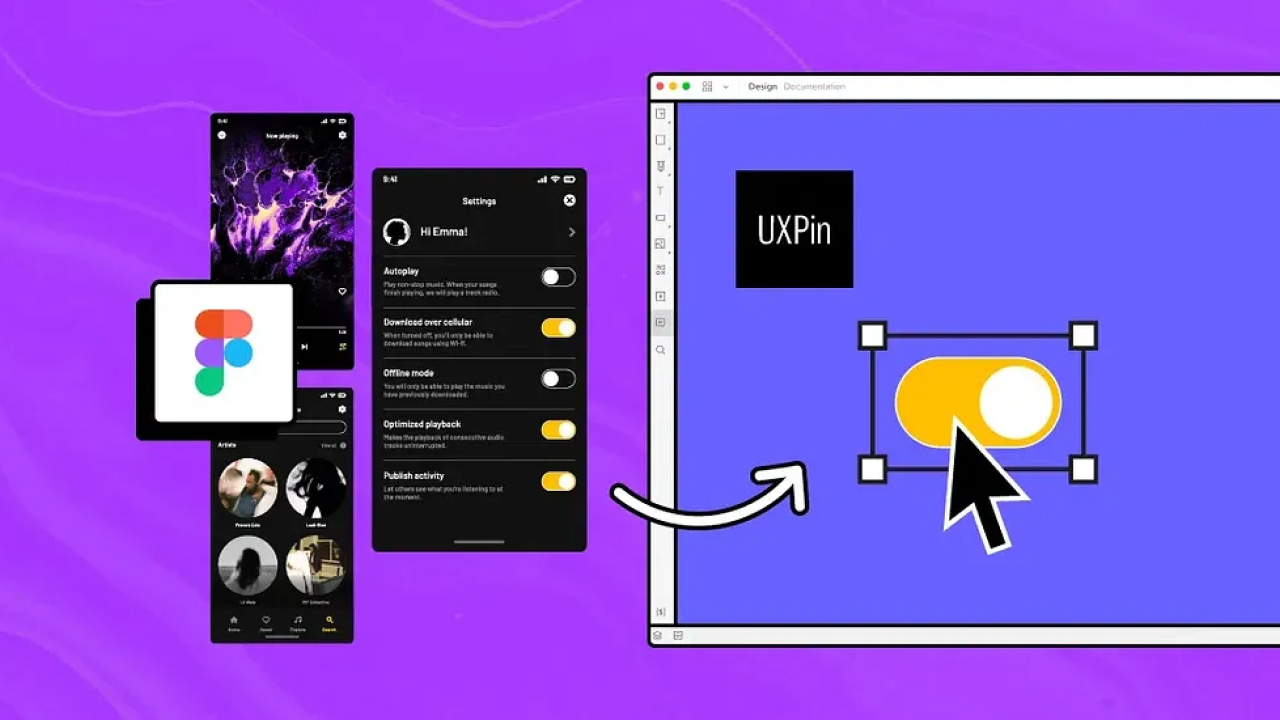 9:41
Now playing
Artists
View all
Home
Saved
Explore
Search
9:41
Settings
Hi Emma!
Autoplay
Play non-stop music. When your songs
finish playing, we will play a track radio.
Download over cellular
When turned off, you'll only be able to
download songs using Wi-fi.
Offline mode
You will only be able to play the music you
have previously downloaded.
Optimized playback
Makes the playback of consecutive audio
tracks uninterrupted.
Publish activity
Let others see what you're listening to at
the moment.
Design Documentation
UXPin